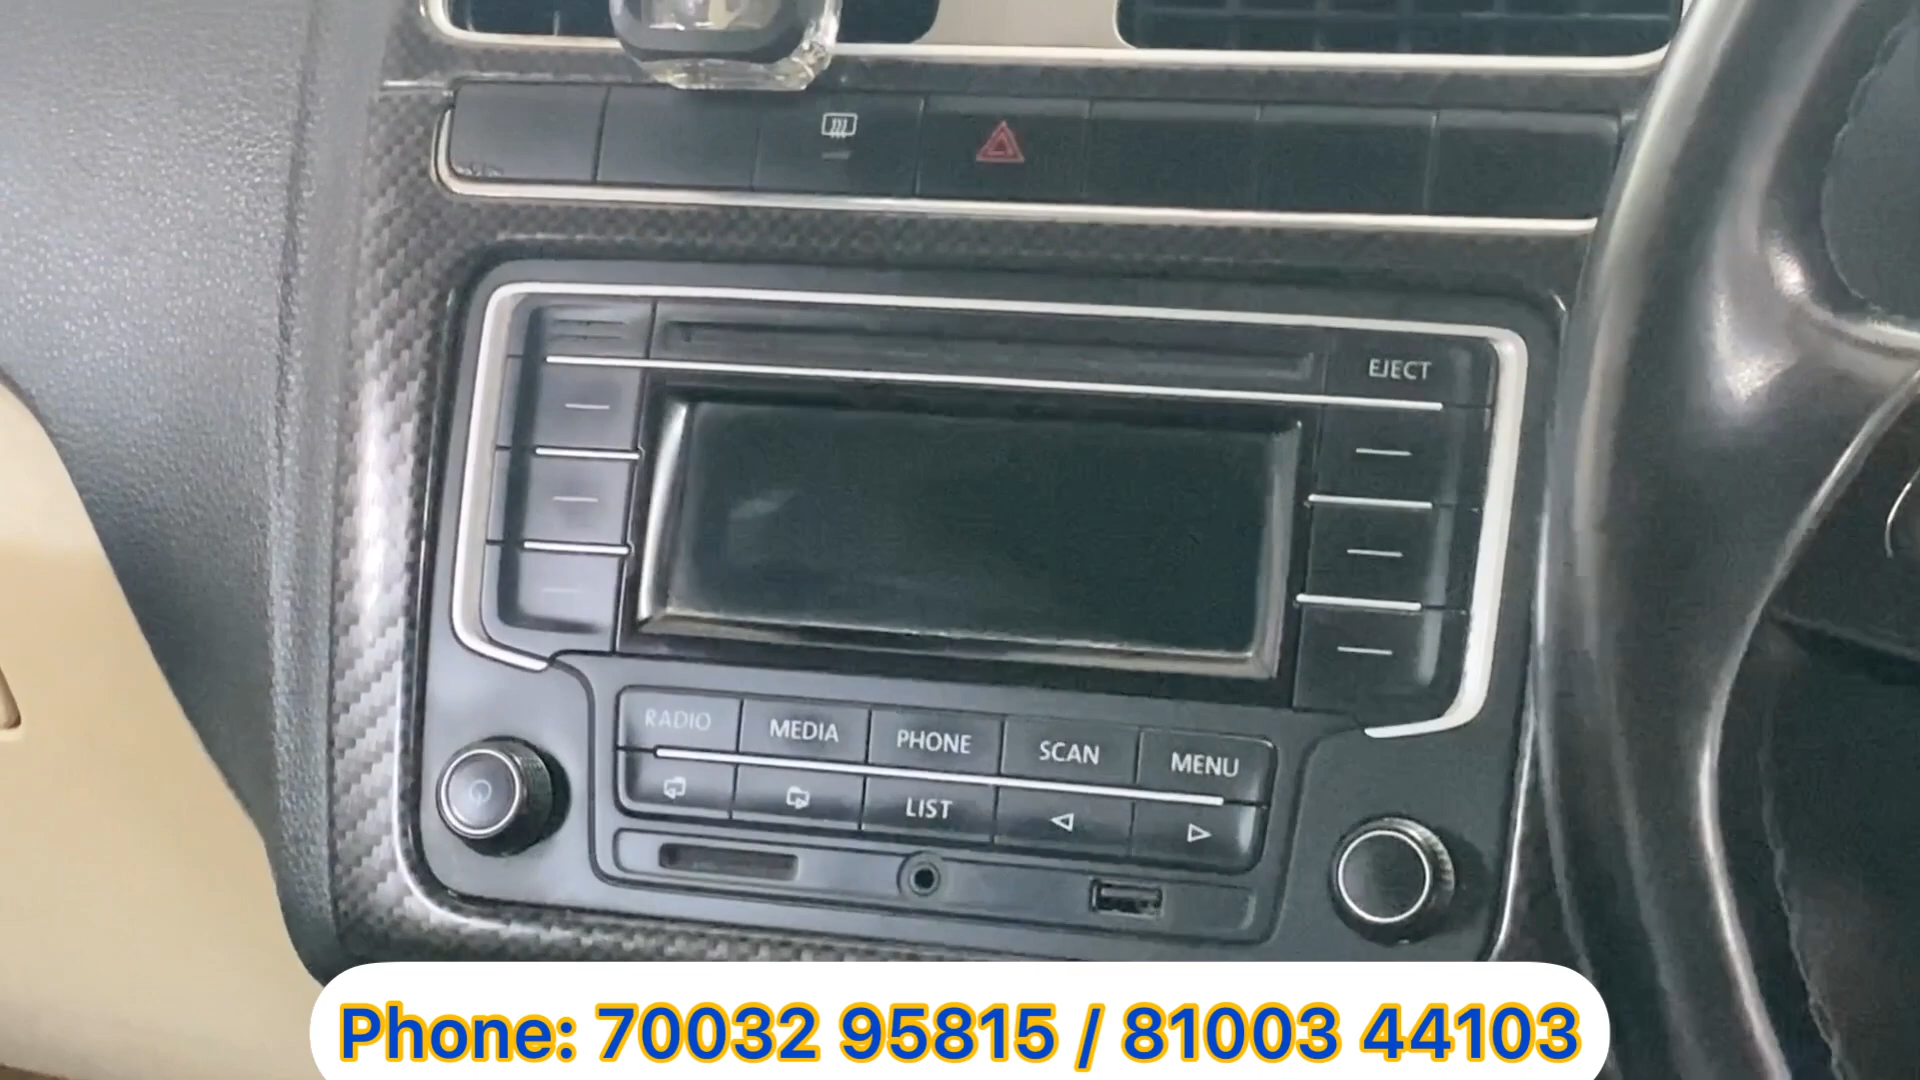 EJECT
RADIO
MEDIA
PHONE
SCAN
MENU
LIST
Phone: 70032 95815 / 81003 44103